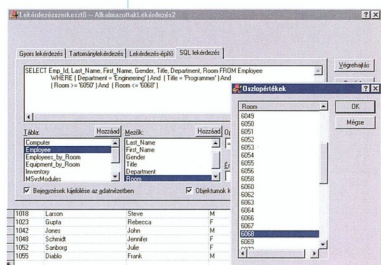 Lekérdezésszerkesztő - AlkalmazottakLekérdezés2
Gyors lekérdezés
Tartománylekérdezés
Lekérdezés-építő
SQL lekérdezés
SELECT Emp_Id, Last_Name, First_Name, Gender, Title, Department, Room FROM Employee
WHERE ( Department = 'Engineering' ) And ( Title = 'Programmer' ) And
( Room >= '6050' ) And ( Room <= '6068' )
Végrehajtás
Tábla:
Hozzáad
Mezők:
Hozzáad
Computer
Employee
Employees_by_Room
Equipment_by_Room
Inventory
MSysModules
Last_Name
First_Name
Gender
Title
Department
Room
Bejegyzések kijelölése az adatnézetben
Objektumok k
Oszlopértékek
Room
6049
6050
6051
6052
6053
6054
6055
6056
6058
6060
6062
6063
6064
6065
6066
6067
6068
6069
OK
Mégse
1018 Larson Steve M
1023 Gupta Rebecca F
1042 Jones John M
1048 Schmidt Jennifer F
1052 Sanborg Julie F
1055 Diablo Frank M